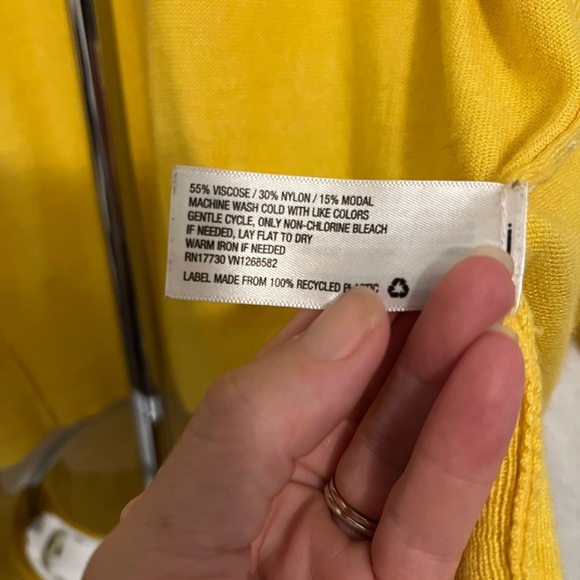 55% VISCOSE / 30% NYLON / 15% MODAL
MACHINE WASH COLD WITH LIKE COLORS
GENTLE CYCLE, ONLY NON-CHLORINE BLEACH
IF NEEDED, LAY FLAT TO DRY
WARM IRON IF NEEDED
RN17730 VN1268582
LABEL MADE FROM 100% RECYCLED PLASTIC